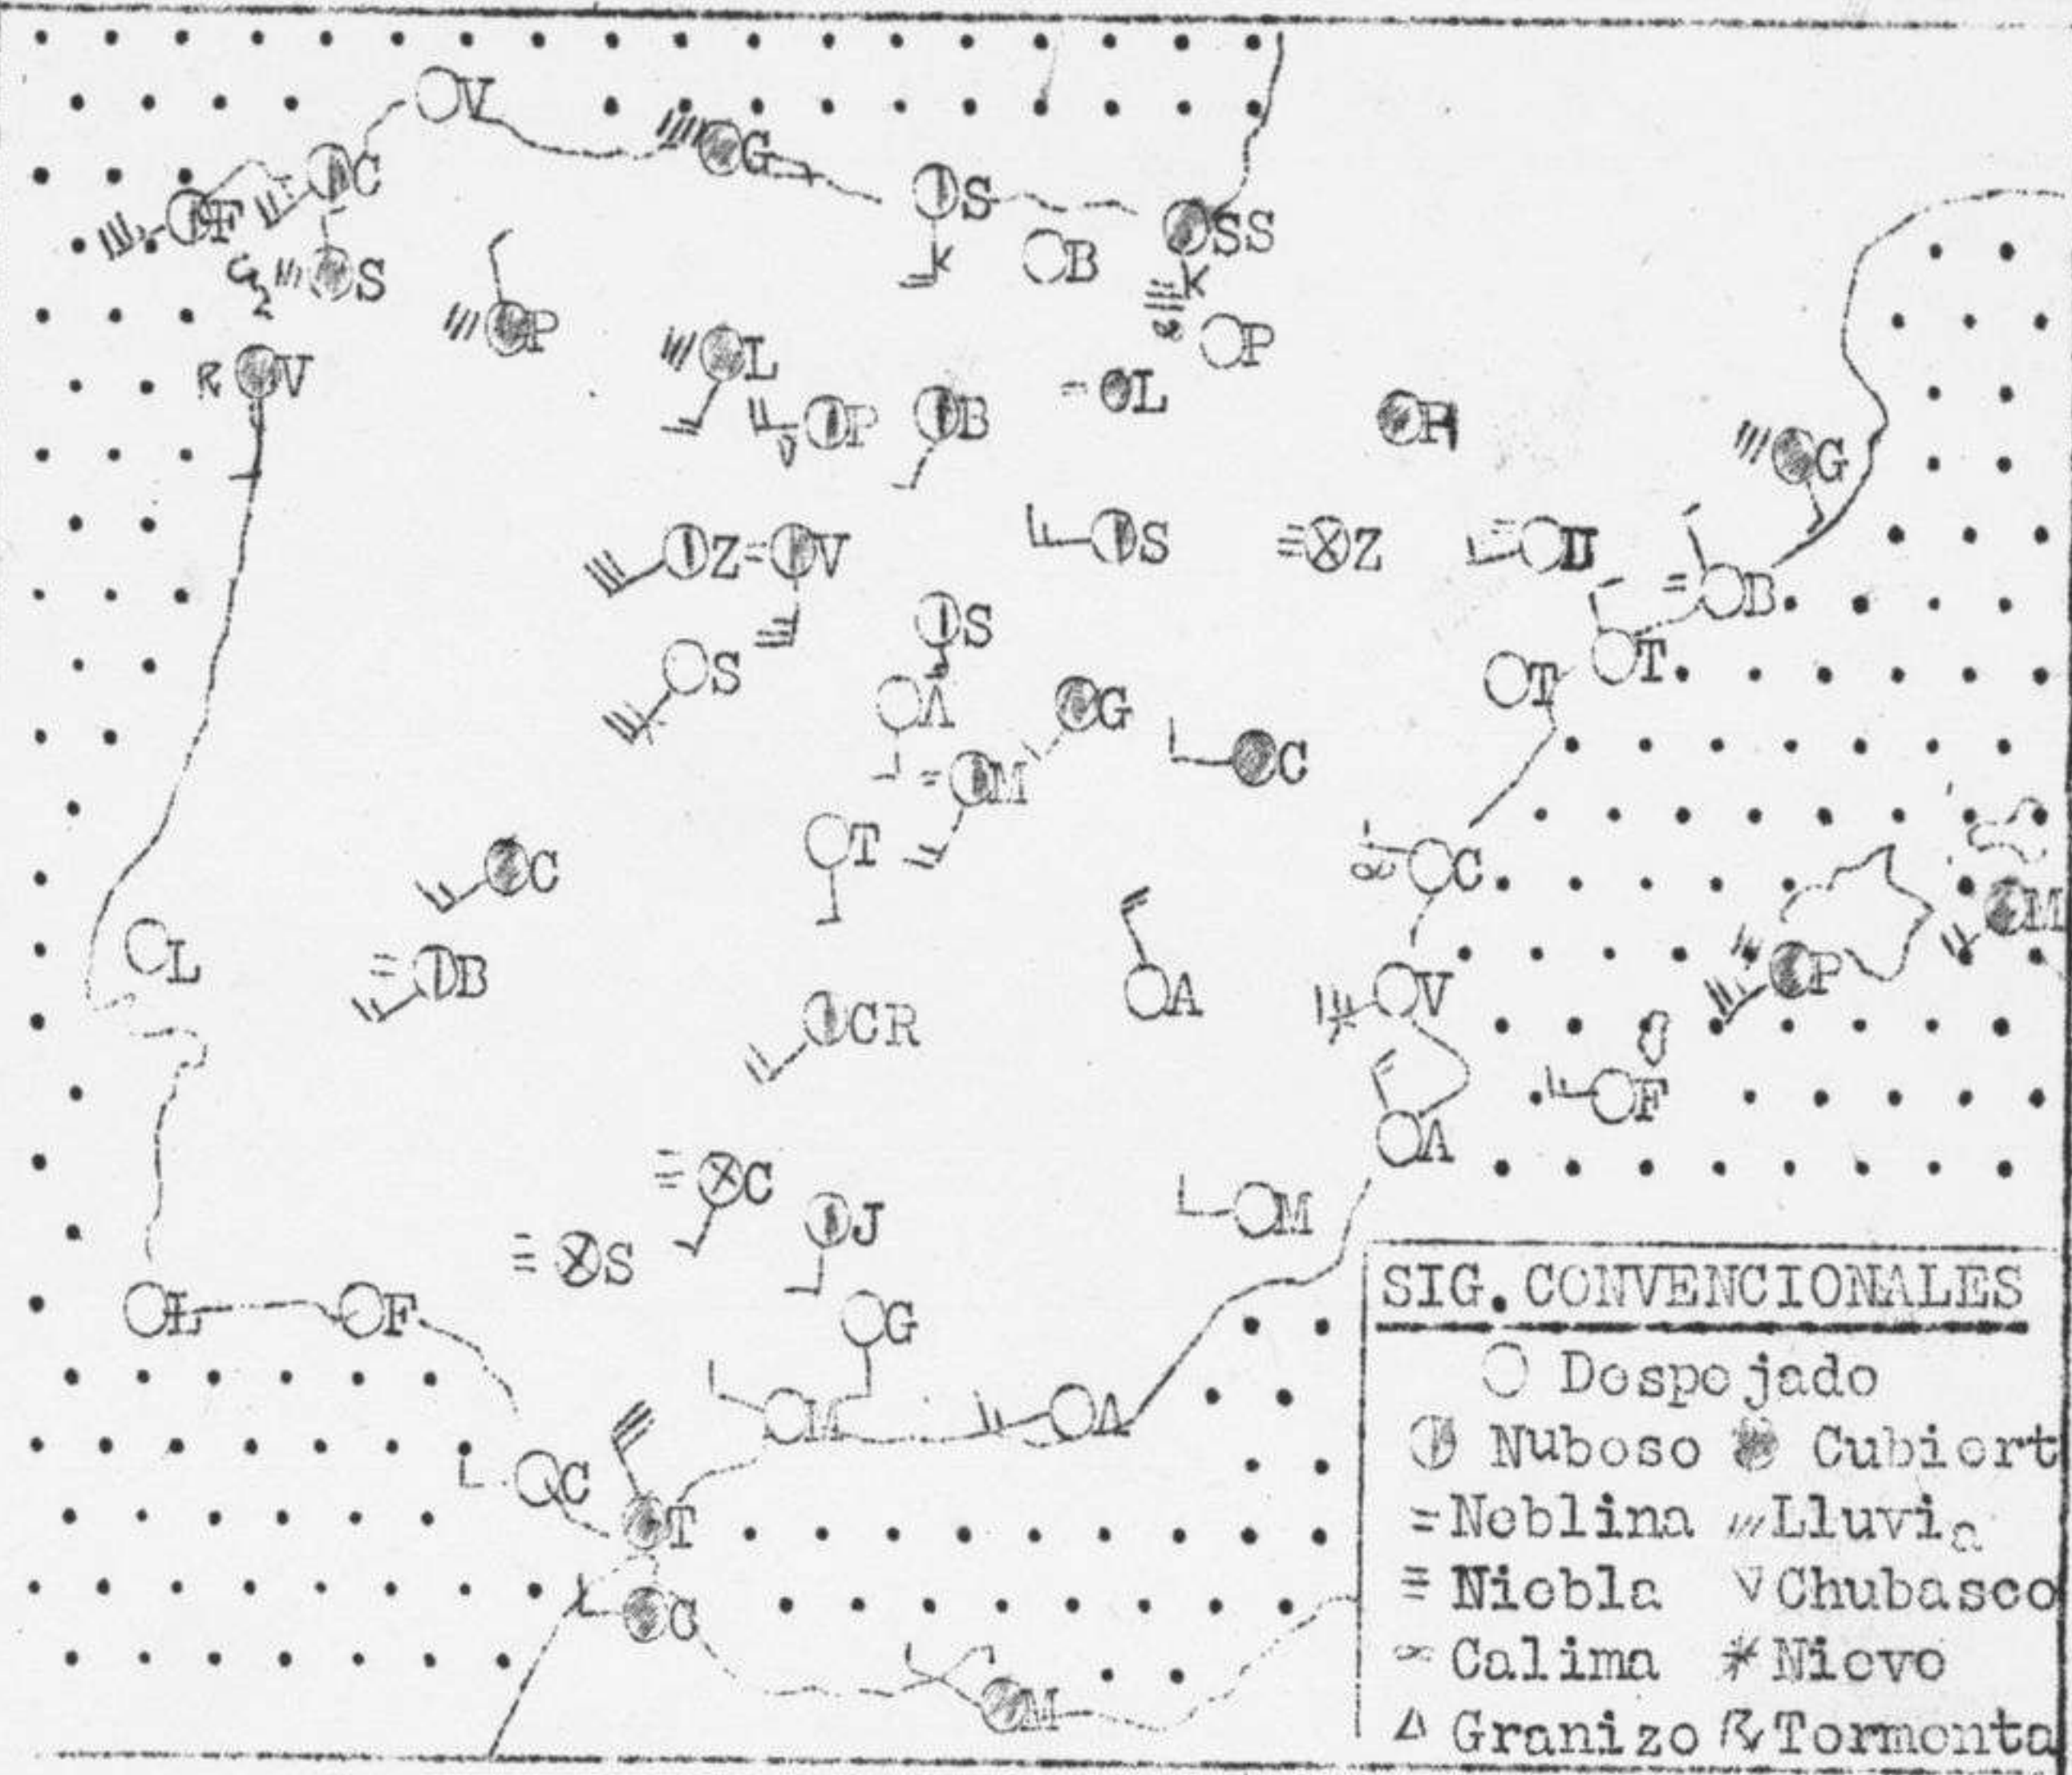 V
G
C
S
F
SS
B
S
P
P
L
V
L
P
B
H
G
Z
V
S
Z
U
B
S
S
T
T
A
G
C
M
T
C
C
M
L
B
P
A
V
CR
F
A
C
J
M
S
L
F
G
M
A
C
T
C
M
SIG. CONVENCIONALES
Despejado
Nuboso Cubiert
Neblina Lluvia
Niebla Chubasco
Calima Nieve
Granizo Tormenta